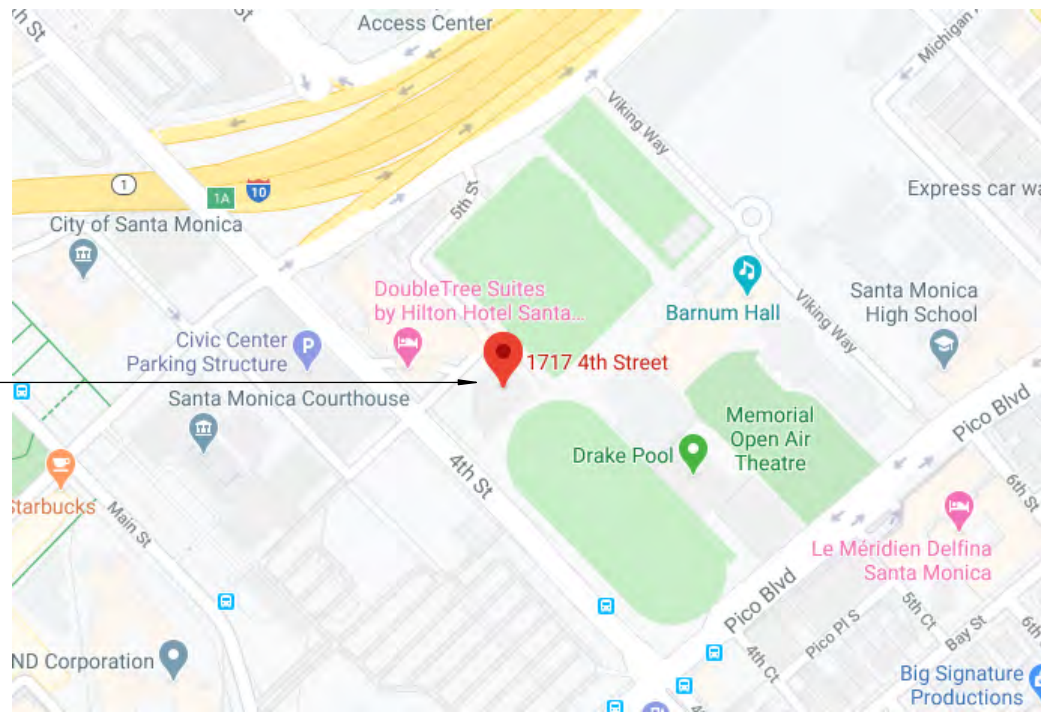 Access Center
Michigan
Viking Way
1
1A
10
5th St
Express car wa
City of Santa Monica
DoubleTree Suites
by Hilton Hotel Santa...
Barnum Hall
Viking Way
Santa Monica
High School
Civic Center
Parking Structure
P
1717 4th Street
Santa Monica Courthouse
Pico Blvd
Memorial
Open Air
Theatre
Drake Pool
4th St
6th St
Starbucks
Main St
Le Méridien Delfina
Santa Monica
Pico Blvd
5th Ct
Pico Pl S
Bay St
6th
4th Ct
ND Corporation
Big Signature
Productions